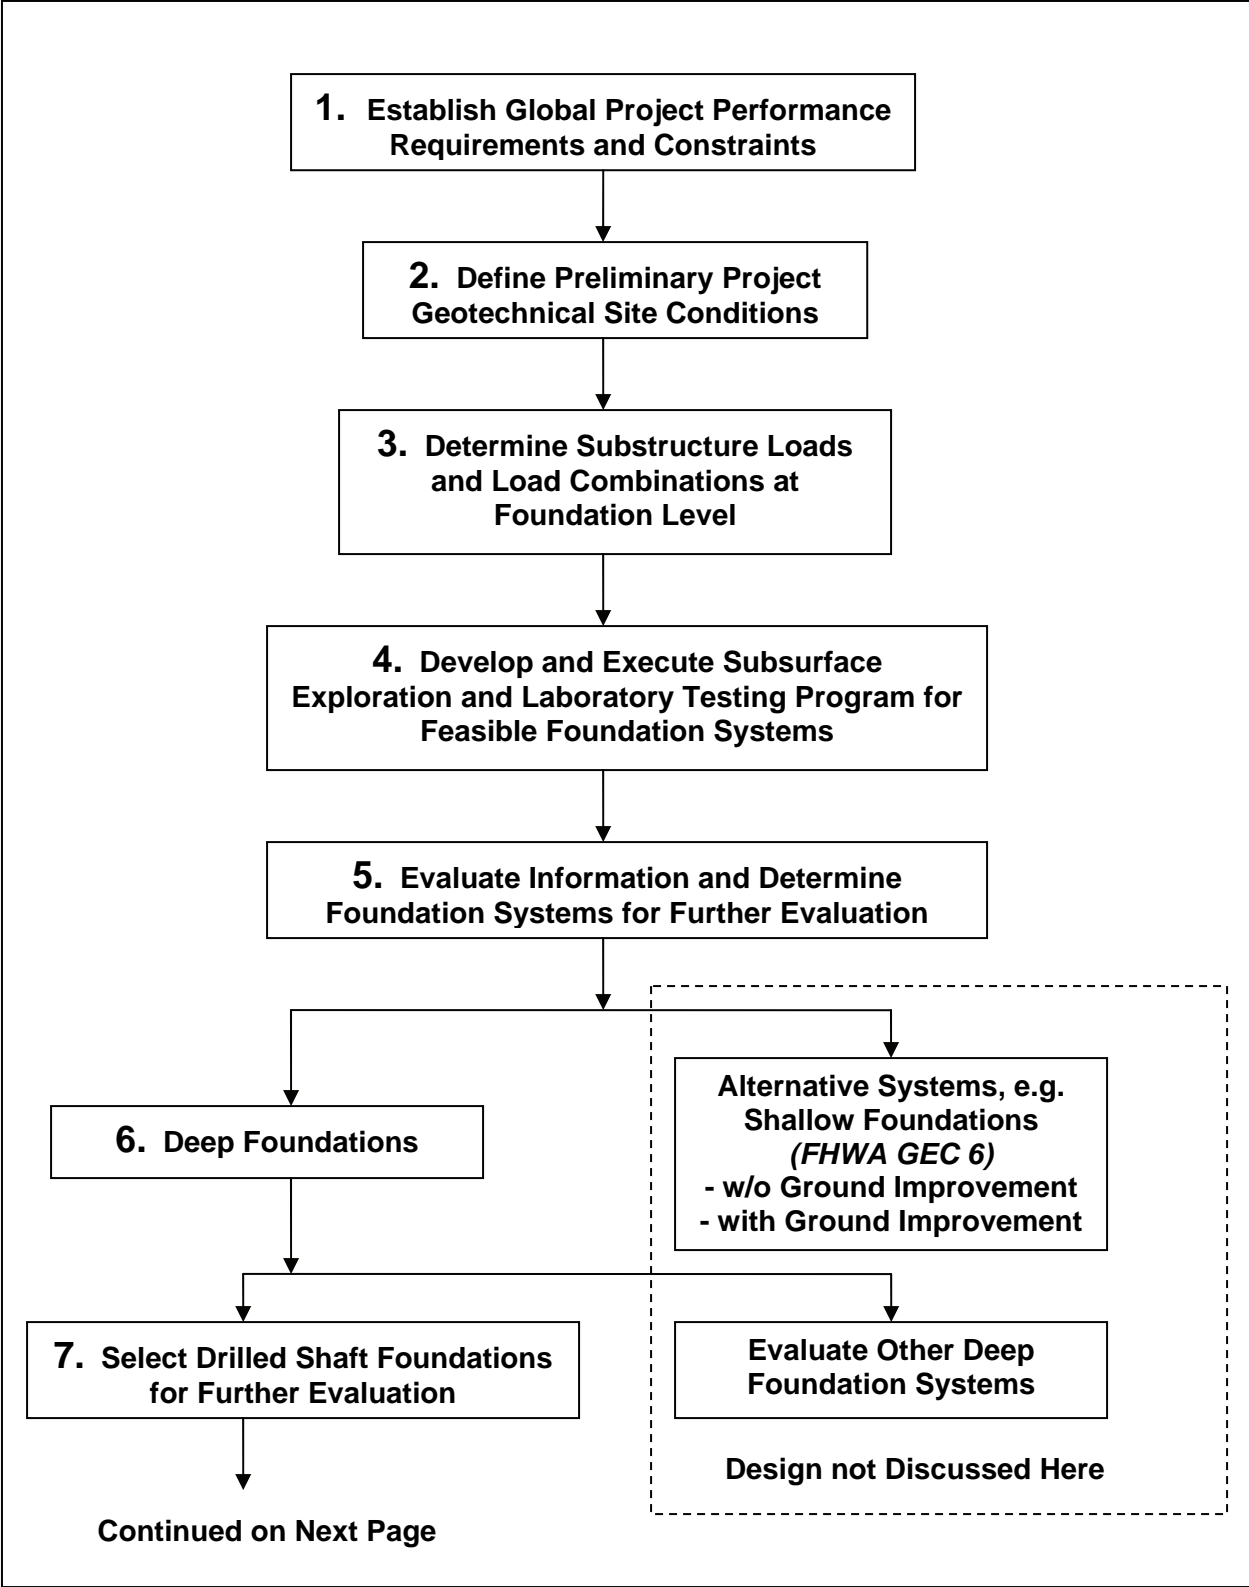 1. Establish Global Project Performance
Requirements and Constraints
2. Define Preliminary Project
Geotechnical Site Conditions
3. Determine Substructure Loads
and Load Combinations at
Foundation Level
4. Develop and Execute Subsurface
Exploration and Laboratory Testing Program for
Feasible Foundation Systems
5. Evaluate Information and Determine
Foundation Systems for Further Evaluation
6. Deep Foundations
Alternative Systems, e.g.
Shallow Foundations
(FHWA GEC 6)
- w/o Ground Improvement
- with Ground Improvement
7. Select Drilled Shaft Foundations
for Further Evaluation
Evaluate Other Deep
Foundation Systems
Design not Discussed Here
Continued on Next Page